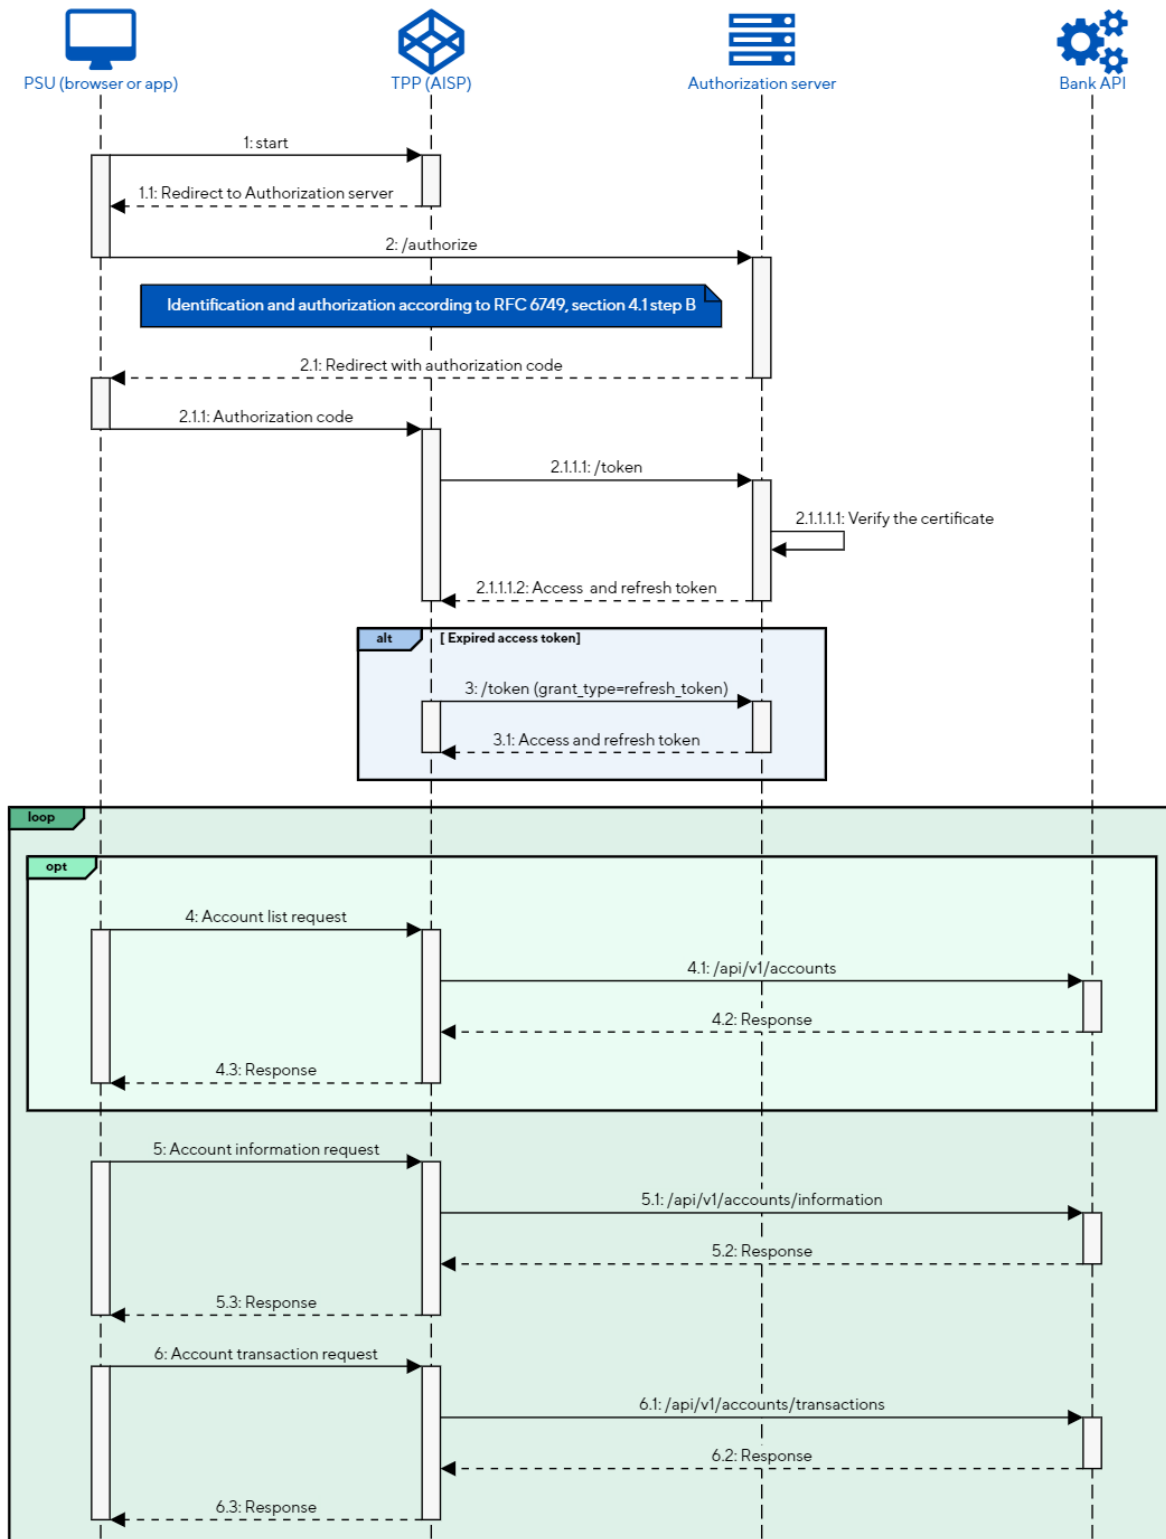 PSU (browser or app)
TPP (AISP)
Authorization server
Bank API
1: start
1.1: Redirect to Authorization server
2: /authorize
Identification and authorization according to RFC 6749, section 4.1 step B
2.1: Redirect with authorization code
2.1.1: Authorization code
2.1.1.1: /token
2.1.1.1.1: Verify the certificate
2.1.1.1.2: Access and refresh token
alt
[ Expired access token]
3: /token (grant_type=refresh_token)
3.1: Access and refresh token
loop
opt
4: Account list request
4.1: /api/v1/accounts
4.2: Response
4.3: Response
5: Account information request
5.1: /api/v1/accounts/information
5.2: Response
5.3: Response
6: Account transaction request
6.1: /api/v1/accounts/transactions
6.2: Response
6.3: Response